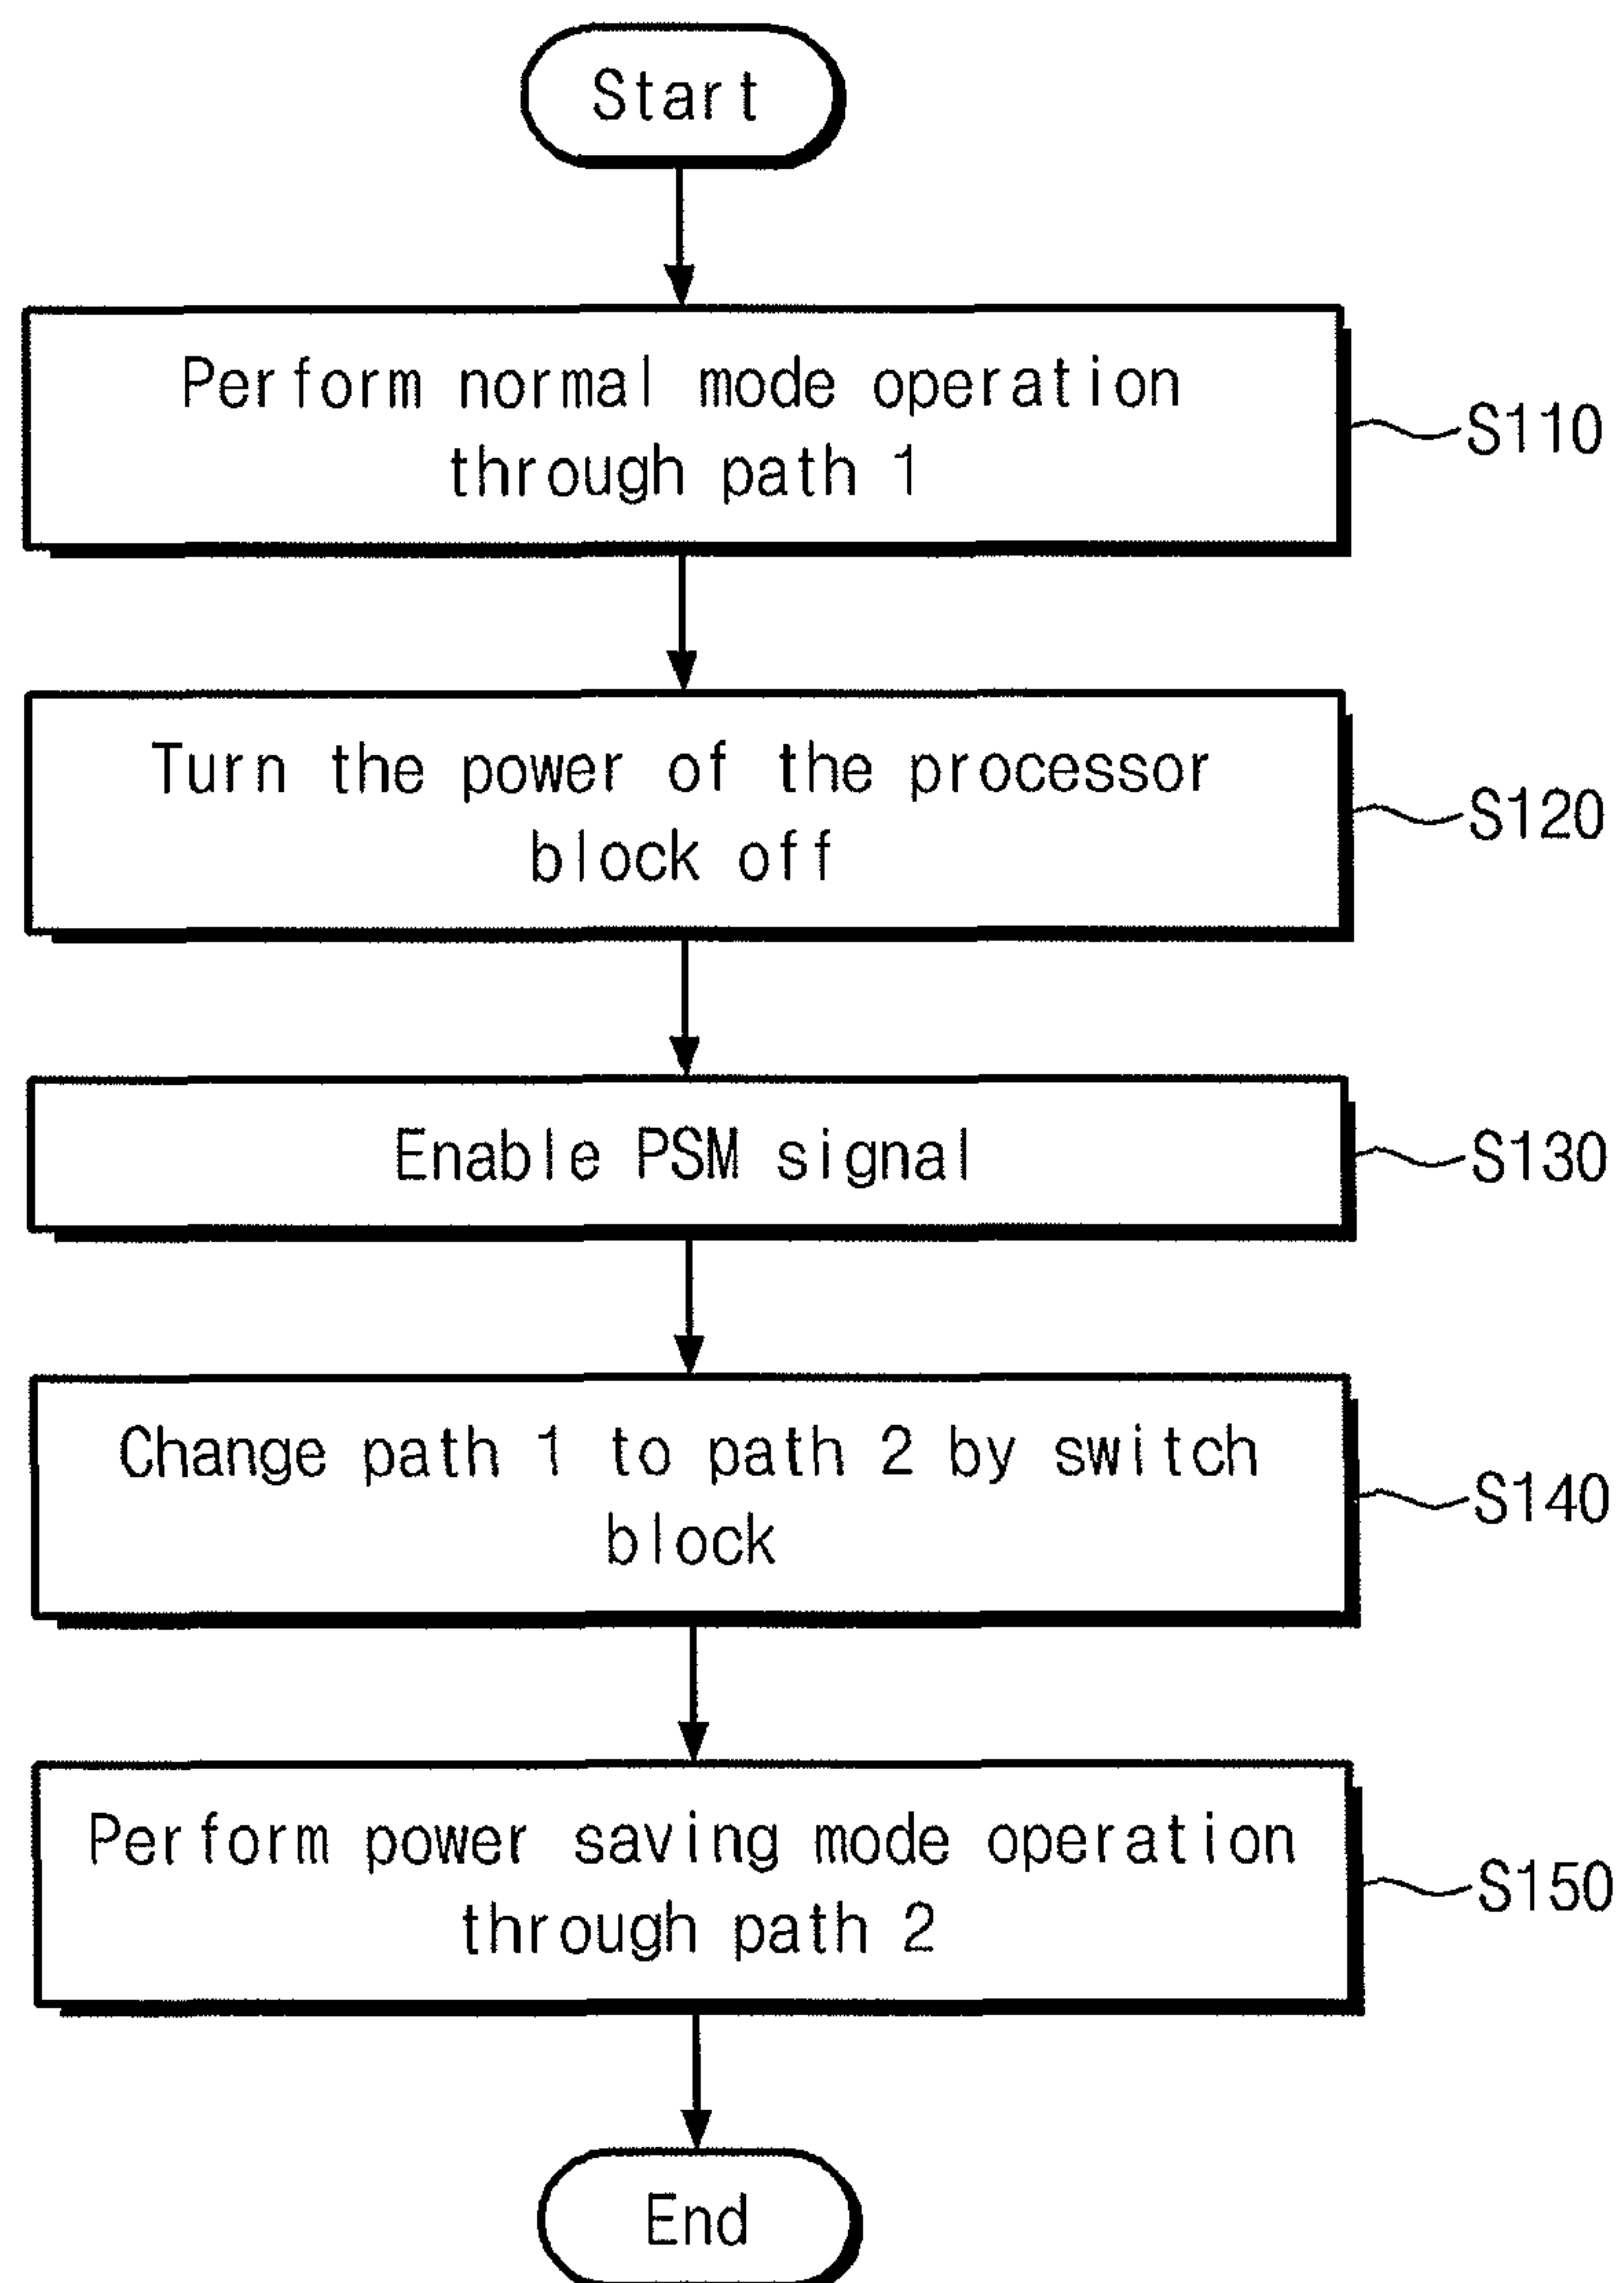 Start
Perform normal mode operation
through path 1
S110
Turn the power of the processor
block off
S120
Enable PSM signal
S130
Change path 1 to path 2 by switch
block
S140
Perform power saving mode operation
through path 2
S150
End